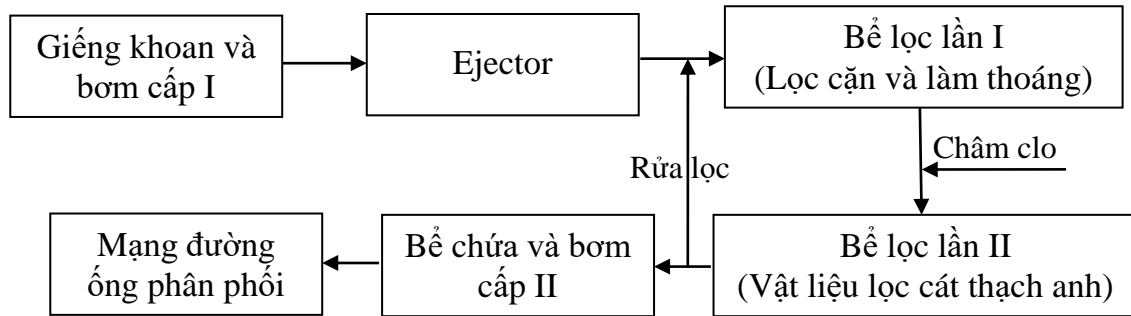 Giếng khoan và
bơm cấp I
Ejector
Bể lọc lần I
(Lọc cặn và làm thoáng)
Châm clo
Rửa lọc
Mạng đường
ống phân phối
Bể chứa và bơm
cấp II
Bể lọc lần II
(Vật liệu lọc cát thạch anh)